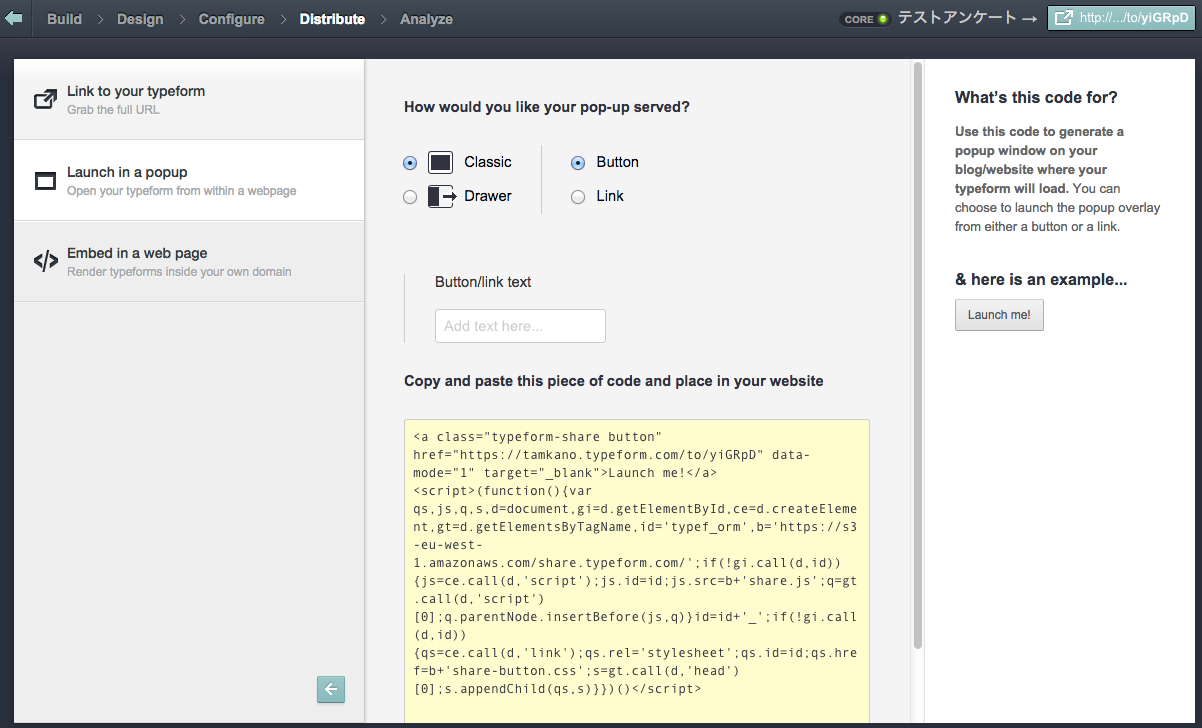 Build > Design > Configure > Distribute > Analyze
CORE
テストアンケート →
http://.../to/yiGRpD
Link to your typeform
Grab the full URL
Launch in a popup
Open your typeform from within a webpage
Embed in a web page
Render typeforms inside your own domain
How would you like your pop-up served?
Classic
Button
Drawer
Link
Button/link text
Add text here...
Copy and paste this piece of code and place in your website
<a class="typeform-share button"
href="https://tamkano.typeform.com/to/yiGRpD" data-
mode="1" target="_blank">Launch me!</a>
<script>(function(){var
qs,js,q,s,d=document,gi=d.getElementById,ce=d.createEleme
nt,gt=d.getElementsByTagName,id='typef_orm',b='https://s3
-eu-west-
1.amazonaws.com/share.typeform.com/';if(!gi.call(d,id))
{js=ce.call(d,'script');js.id=id;js.src=b+'share.js';q=gt
.call(d,'script')
[0];q.parentNode.insertBefore(js,q)}id=id+'_';if(!gi.call
(d,id))
{qs=ce.call(d,'link');qs.rel='stylesheet';qs.id=id;qs.hre
f=b+'share-button.css';s=gt.call(d,'head')
[0];s.appendChild(qs,s)}})()</script>
What's this code for?
Use this code to generate a
popup window on your
blog/website where your
typeform will load. You can
choose to launch the popup overlay
from either a button or a link.
& here is an example...
Launch me!